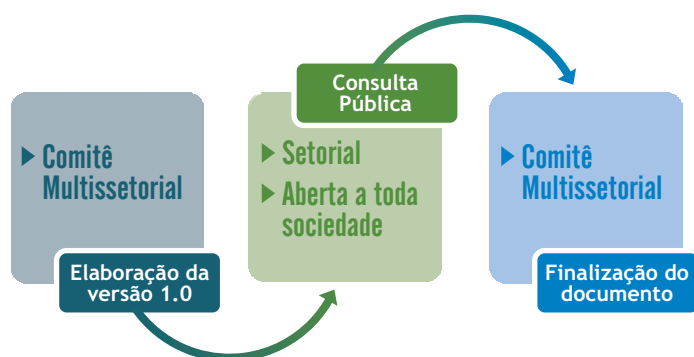 Comitê
Multissetorial
Elaboração da
versão 1.0
Consulta
Pública
Setorial
Aberta a toda
sociedade
Comitê
Multissetorial
Finalização do
documento